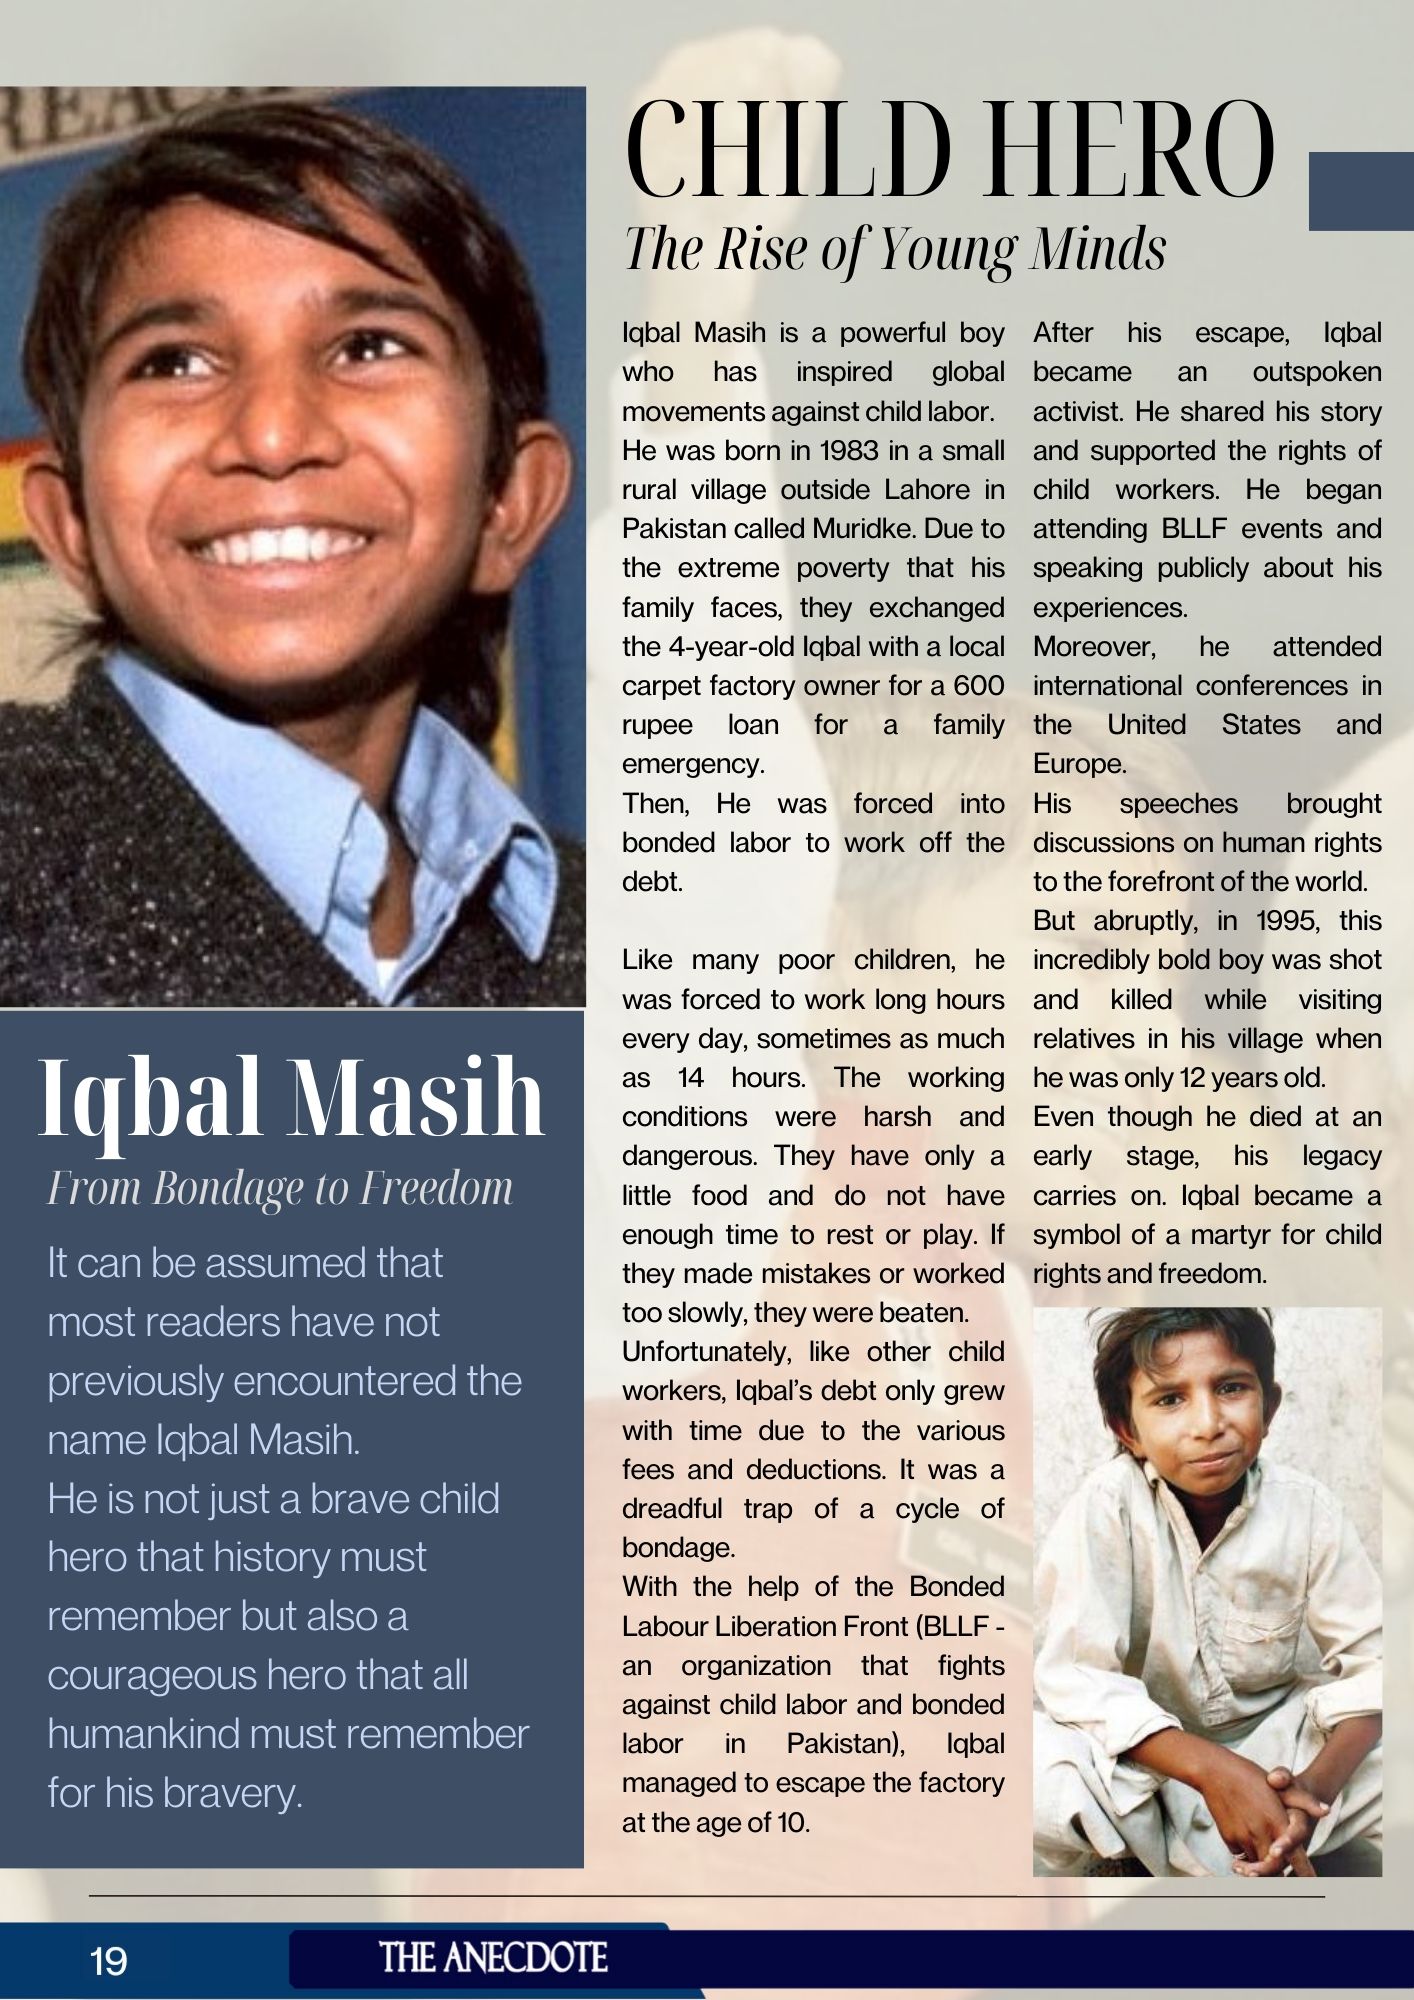 REACH
CHILD HERO
The Rise of Young Minds
Iqbal Masih is a powerful boy
who has inspired global
movements against child labor.
He was born in 1983 in a small
rural village outside Lahore in
Pakistan called Muridke. Due to
the extreme poverty that his
family faces, they exchanged
the 4-year-old Iqbal with a local
carpet factory owner for a 600
rupee loan for a family
emergency.
Then, He was forced into
bonded labor to work off the
debt.
Like many poor children, he
was forced to work long hours
every day, sometimes as much
as 14 hours. The working
conditions were harsh and
dangerous. They have only a
little food and do not have
enough time to rest or play. If
they made mistakes or worked
too slowly, they were beaten.
Unfortunately, like other child
workers, Iqbal's debt only grew
with time due to the various
fees and deductions. It was a
dreadful trap of a cycle of
bondage.
With the help of the Bonded
Labour Liberation Front (BLLF -
an organization that fights
against child labor and bonded
labor in Pakistan), Iqbal
managed to escape the factory
at the age of 10.
After his escape, Iqbal
became an outspoken
activist. He shared his story
and supported the rights of
child workers. He began
attending BLLF events and
speaking publicly about his
experiences.
Moreover, he attended
international conferences in
the United States and
Europe.
His speeches brought
discussions on human rights
to the forefront of the world.
But abruptly, in 1995, this
incredibly bold boy was shot
and killed while visiting
relatives in his village when
he was only 12 years old.
Even though he died at an
early stage, his legacy
carries on. Iqbal became a
symbol of a martyr for child
rights and freedom.
Iqbal Masih
From Bondage to Freedom
It can be assumed that
most readers have not
previously encountered the
name Iqbal Masih.
He is not just a brave child
hero that history must
remember but also a
courageous hero that all
humankind must remember
for his bravery.
19
THE ANECDOTE